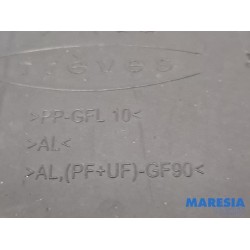 >PP-GFL 10<
>AL<
>AL,(PF+UF)-GF90<
MARESIA